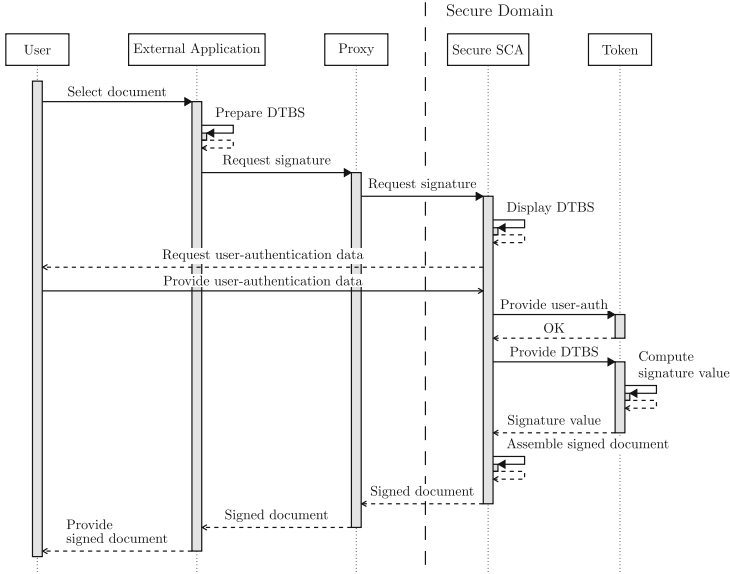 Secure Domain
User
External Application
Proxy
Secure SCA
Token
Select document
Prepare DTBS
Request signature
Request signature
Display DTBS
Request user-authentication data
Provide user-authentication data
Provide user-auth
OK
Provide DTBS
Compute
signature value
Signature value
Assemble signed document
Signed document
Signed document
Provide
signed document